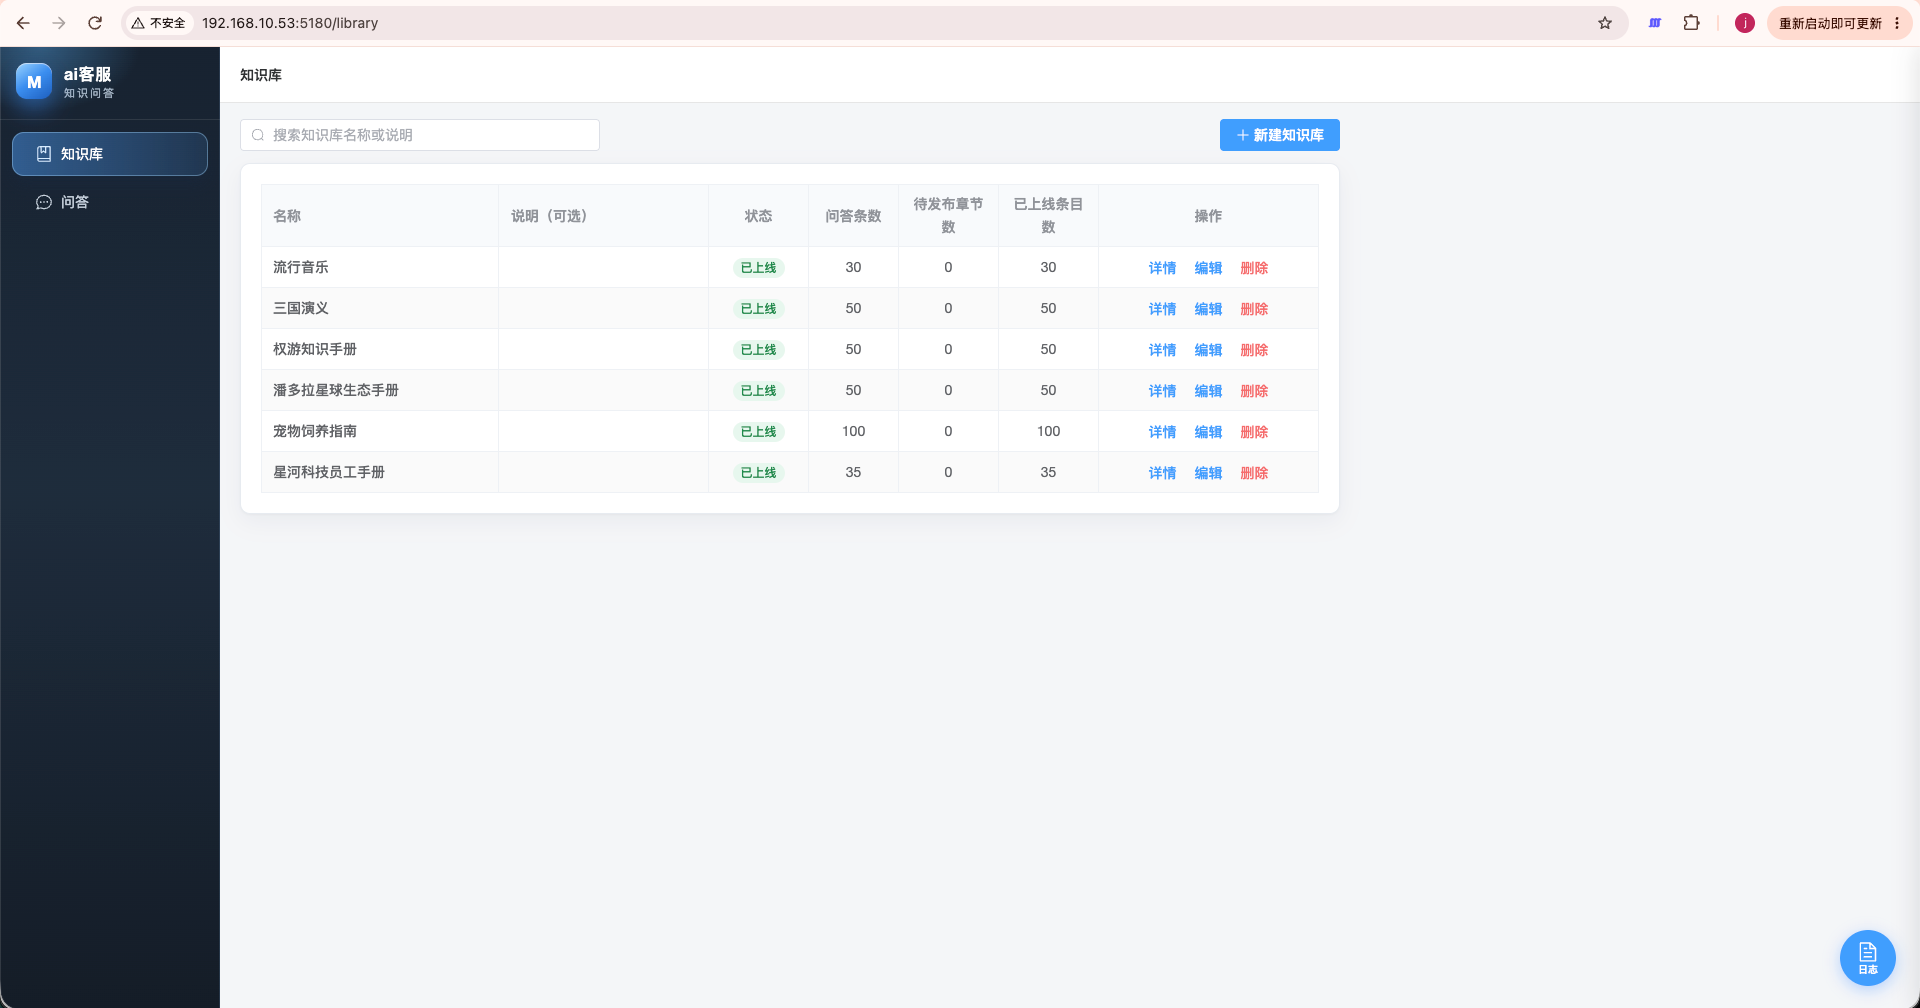 不安全
192.168.10.53:5180/library
j
重新启动即可更新
M
ai客服
知识问答
知识库
问答
知识库
搜索知识库名称或说明
新建知识库
名称 说明（可选） 状态 问答条数 待发布章节数 已上线条目数 操作
流行音乐 已上线 30 0 30 详情 编辑 删除
三国演义 已上线 50 0 50 详情 编辑 删除
权游知识手册 已上线 50 0 50 详情 编辑 删除
潘多拉星球生态手册 已上线 50 0 50 详情 编辑 删除
宠物饲养指南 已上线 100 0 100 详情 编辑 删除
星河科技员工手册 已上线 35 0 35 详情 编辑 删除
日志